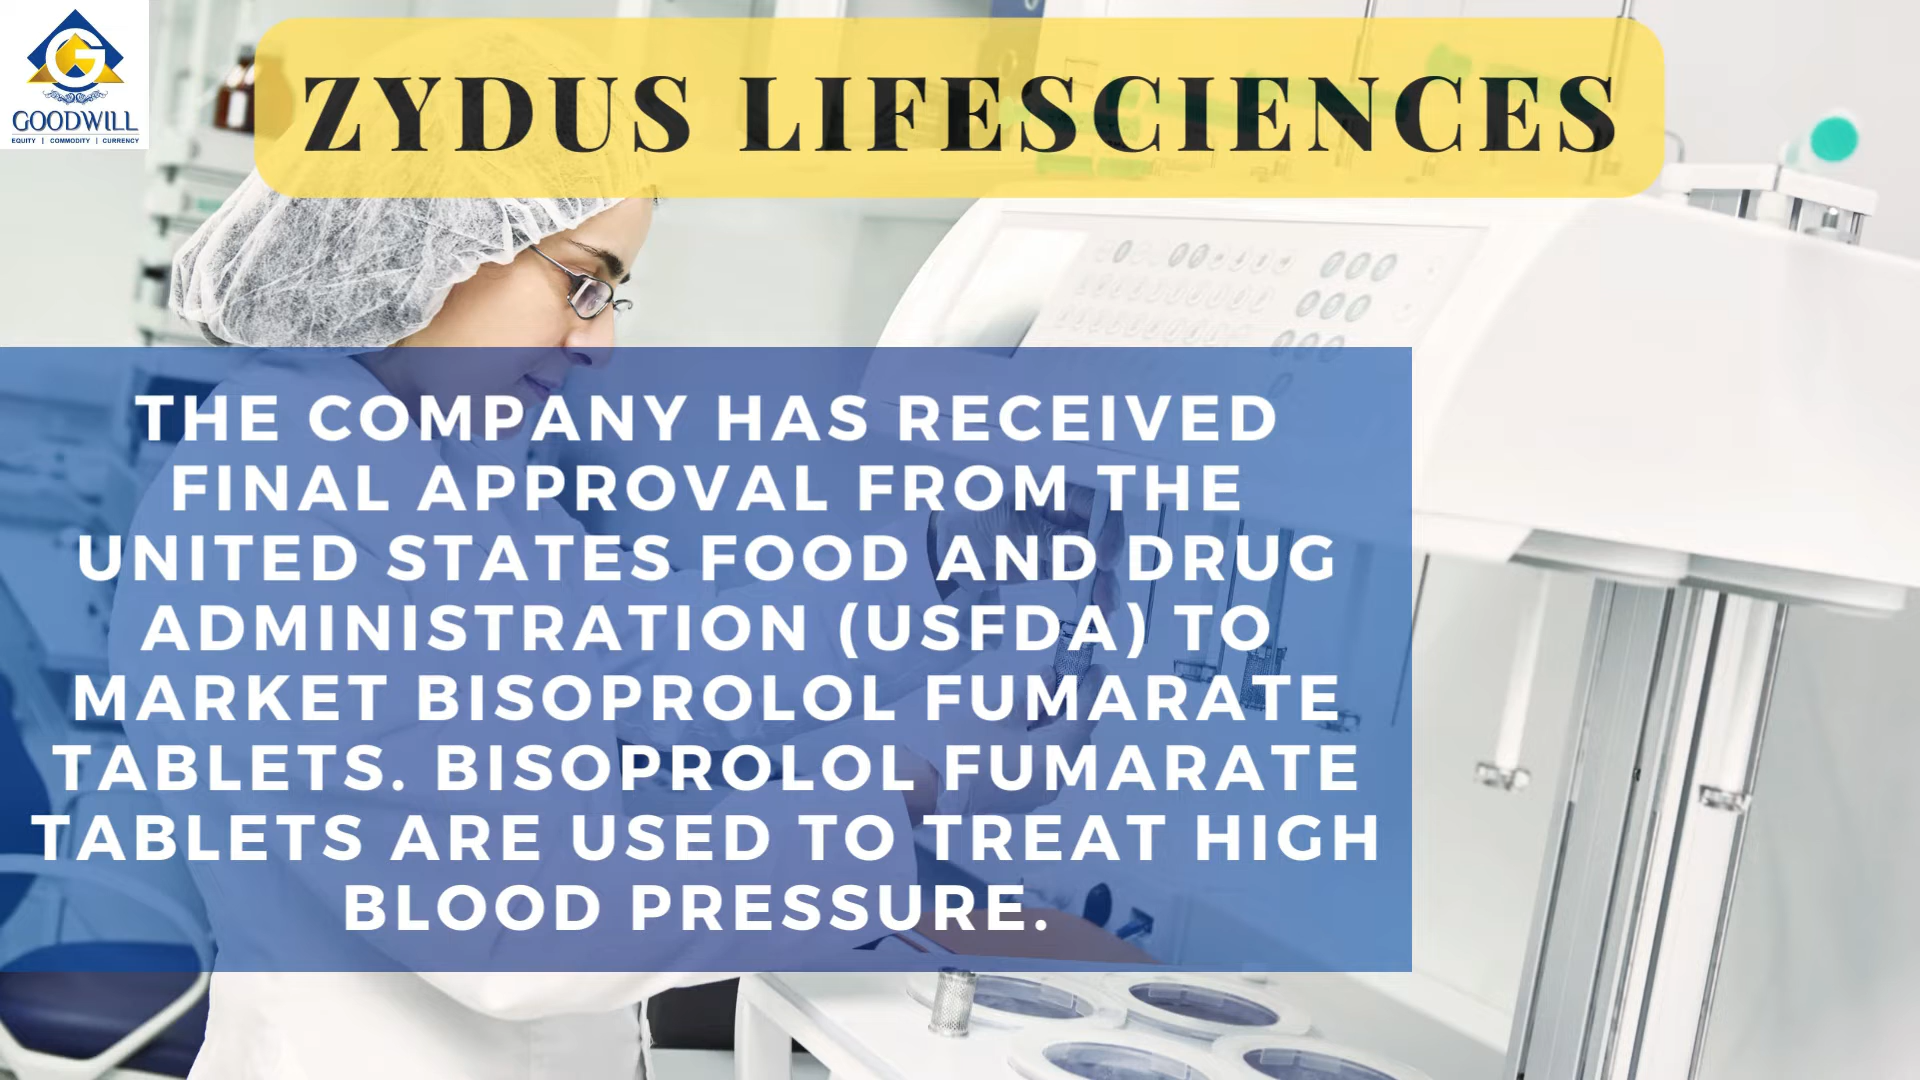 GOODWILL
EQUITY | COMMODITY | CURRENCY
ZYDUS LIFESCIENCES
THE COMPANY HAS RECEIVED
FINAL APPROVAL FROM THE
UNITED STATES FOOD AND DRUG
ADMINISTRATION (USFDA) TO
MARKET BISOPROLOL FUMARATE
TABLETS. BISOPROLOL FUMARATE
TABLETS ARE USED TO TREAT HIGH
BLOOD PRESSURE.